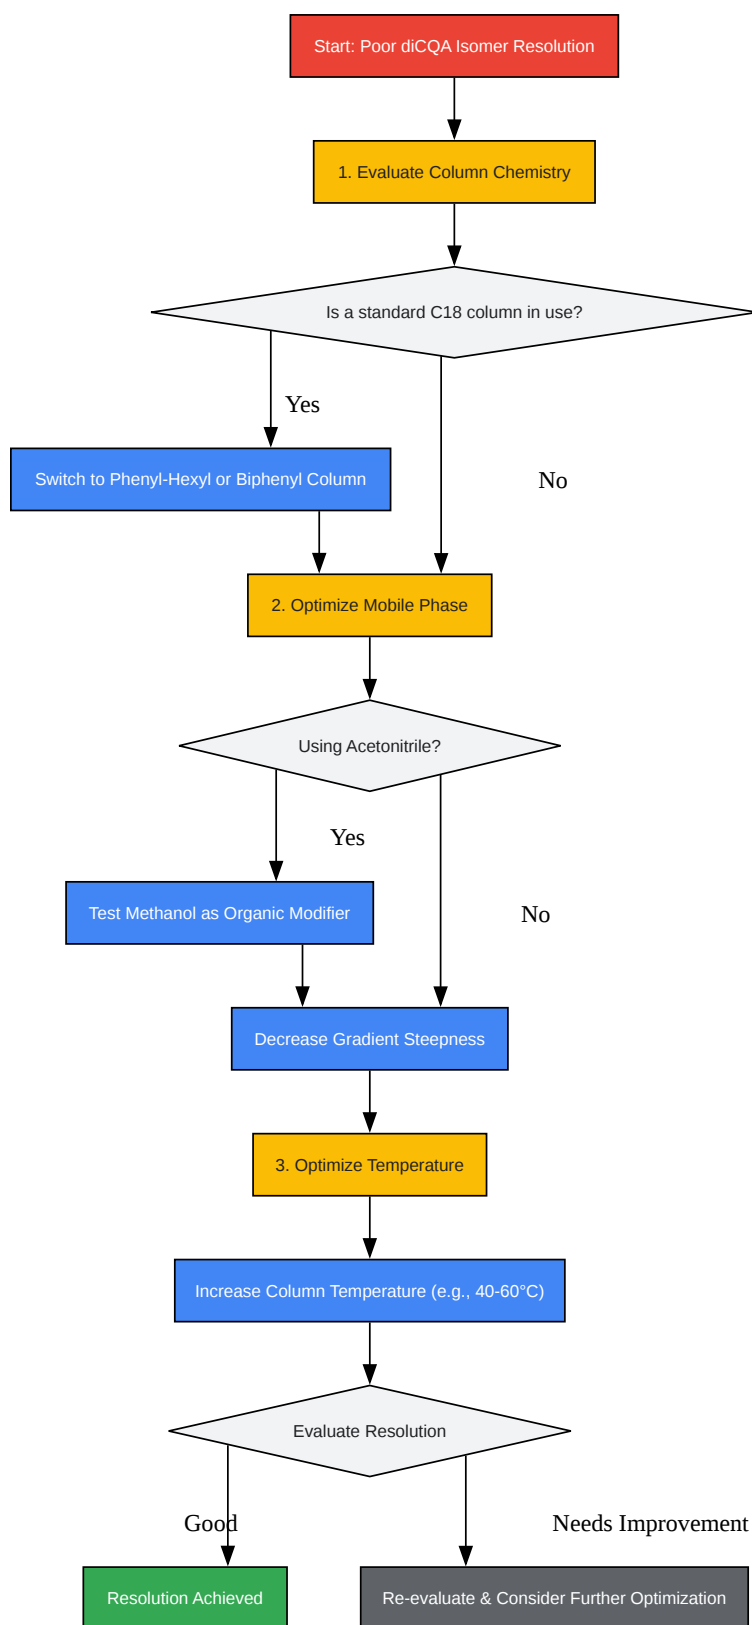 Start: Poor diCQA Isomer Resolution
1. Evaluate Column Chemistry
Is a standard C18 column in use?
Yes
Switch to Phenyl-Hexyl or Biphenyl Column
No
2. Optimize Mobile Phase
Using Acetonitrile?
Yes
Test Methanol as Organic Modifier
No
Decrease Gradient Steepness
3. Optimize Temperature
Increase Column Temperature (e.g., 40-60°C)
Evaluate Resolution
Good
Needs Improvement
Resolution Achieved
Re-evaluate & Consider Further Optimization